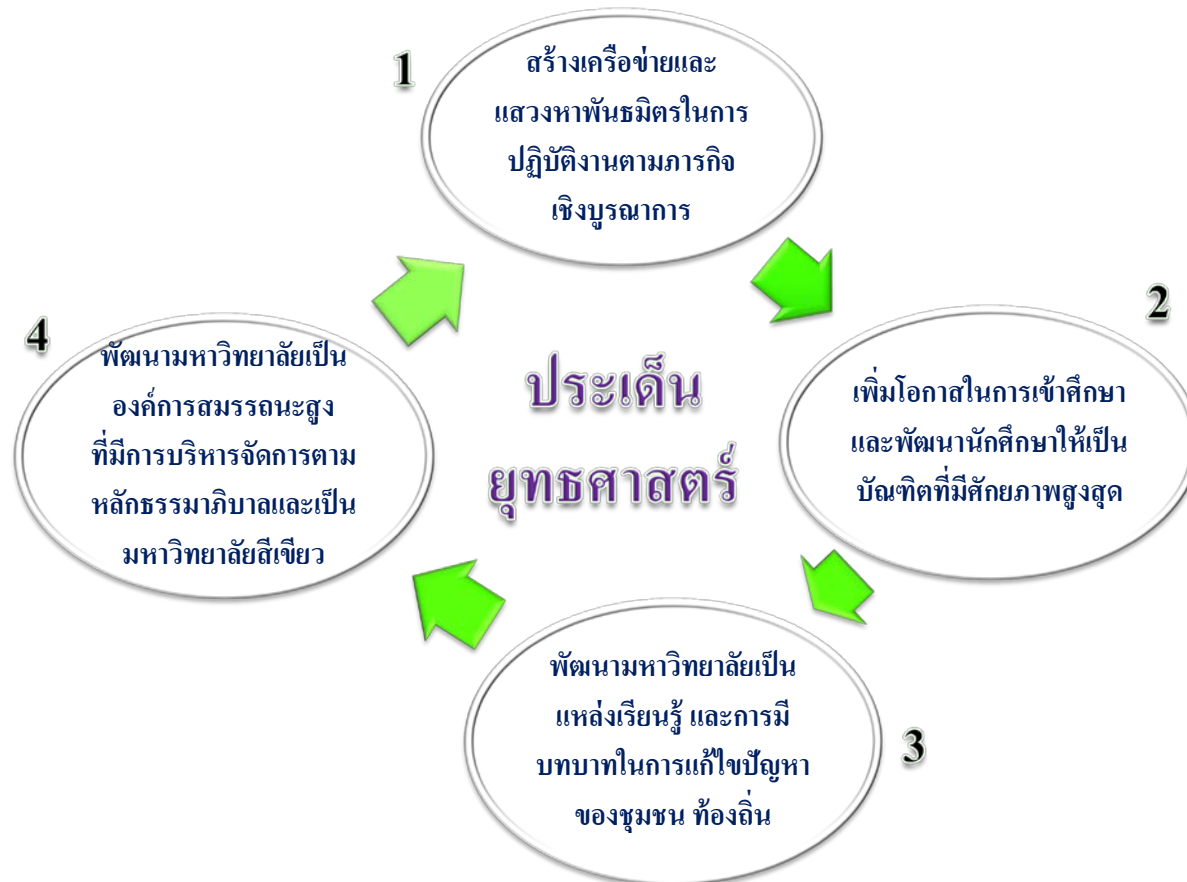 1
สร้างเครือข่ายและ
แสวงหาพันธมิตรในการ
ปฏิบัติงานตามภารกิจ
เชิงบูรณาการ
2
เพิ่มโอกาสในการเข้าศึกษา
และพัฒนานักศึกษาให้เป็น
บัณฑิตที่มีศักยภาพสูงสุด
3
พัฒนามหาวิทยาลัยเป็น
แหล่งเรียนรู้ และการมี
บทบาทในการแก้ไขปัญหา
ของชุมชน ท้องถิ่น
4
พัฒนามหาวิทยาลัยเป็น
องค์การสมรรถนะสูง
ที่มีการบริหารจัดการตาม
หลักธรรมาภิบาลและเป็น
มหาวิทยาลัยสีเขียว
ประเด็น
ยุทธศาสตร์